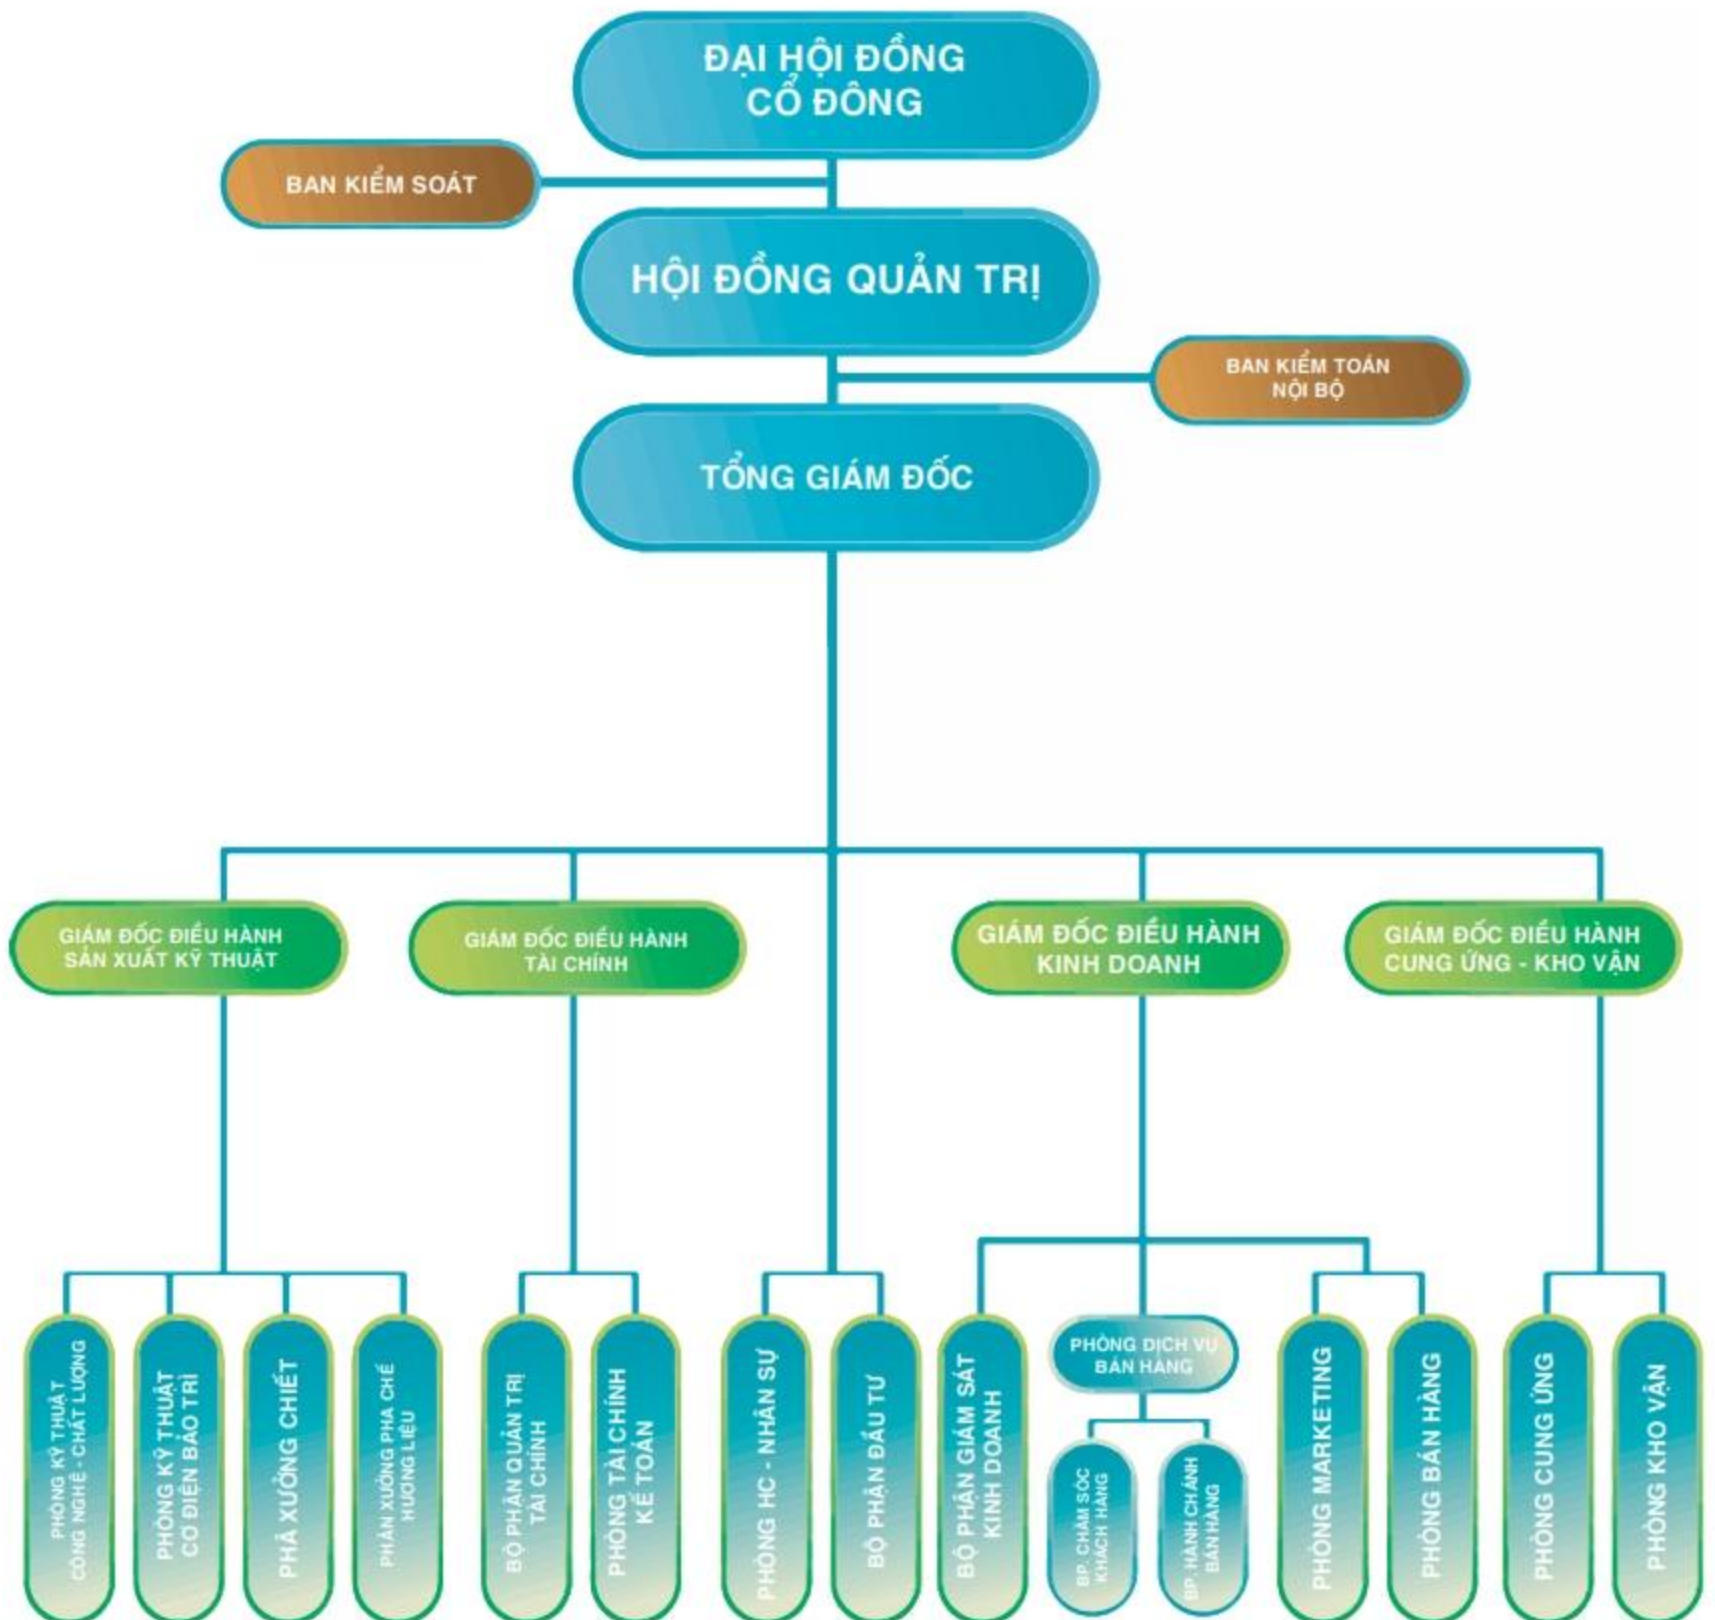 ĐẠI HỘI ĐỒNG
CỔ ĐÔNG
BAN KIỂM SOÁT
HỘI ĐỒNG QUẢN TRỊ
BAN KIỂM TOÁN
NỘI BỘ
TỔNG GIÁM ĐỐC
GIÁM ĐỐC ĐIỀU HÀNH
SẢN XUẤT KỸ THUẬT
GIÁM ĐỐC ĐIỀU HÀNH
TÀI CHÍNH
GIÁM ĐỐC ĐIỀU HÀNH
KINH DOANH
GIÁM ĐỐC ĐIỀU HÀNH
CUNG ỨNG - KHO VẬN
PHÒNG KỸ THUẬT
CÔNG NGHỆ - CHẤT LƯỢNG
PHÒNG KỸ THUẬT
CƠ ĐIỆN BẢO TRÌ
PHẢ XƯỞNG CHIẾT
PHÂN XƯỞNG PHA CHẾ
HƯƠNG LIỆU
BỘ PHẬN QUẢN TRỊ
TÀI CHÍNH
PHÒNG TÀI CHÍNH
KẾ TOÁN
PHÒNG HC - NHÂN SỰ
BỘ PHẬN ĐẦU TƯ
BỘ PHẬN GIÁM SÁT
KINH DOANH
PHÒNG DỊCH VỤ
BÁN HÀNG
BP. CHĂM SÓC
KHÁCH HÀNG
BP. HÀNH CHÁNH
BÁN HÀNG
PHÒNG MARKETING
PHÒNG BÁN HÀNG
PHÒNG CUNG ỨNG
PHÒNG KHO VẬN